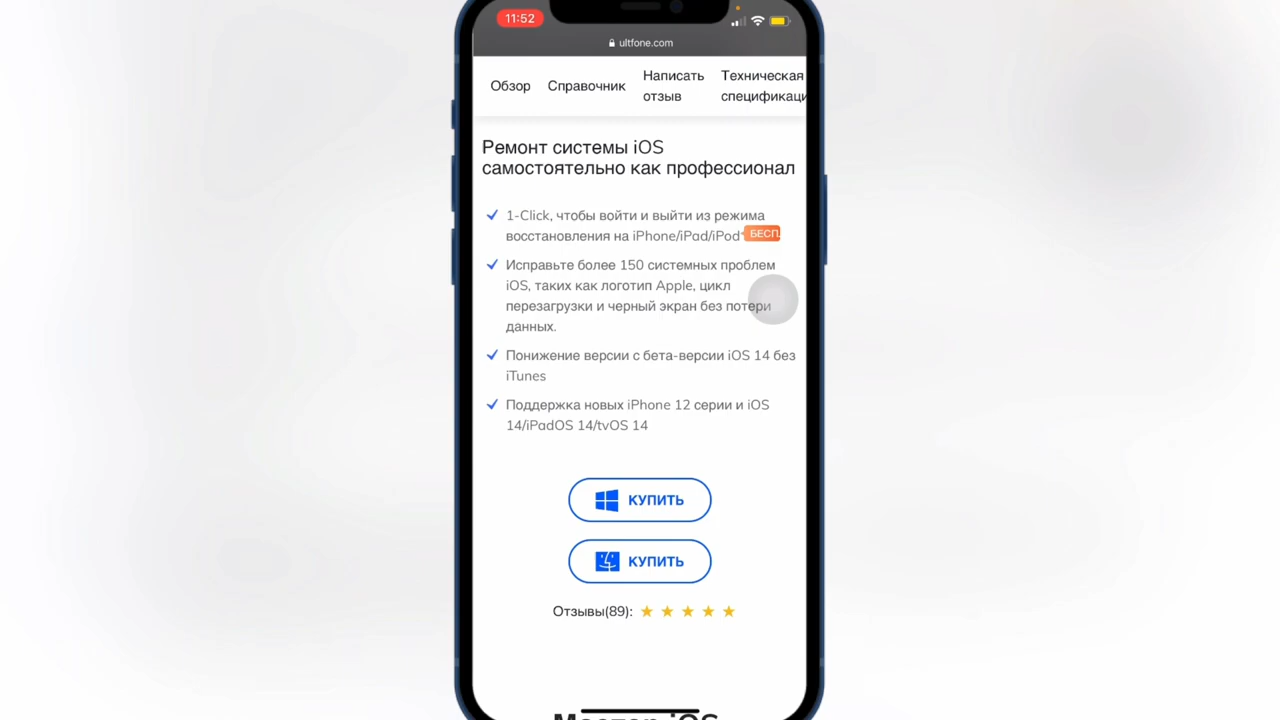 11:52
ultfone.com
Обзор
Справочник
Написать
отзыв
Техническая
спецификаци
Ремонт системы iOS
самостоятельно как профессионал
1-Click, чтобы войти и выйти из режима
восстановления на iPhone/iPad/iPod БЕСП
Исправьте более 150 системных проблем
iOS, таких как логотип Apple, цикл
перезагрузки и черный экран без потери
данных.
Понижение версии с бета-версии iOS 14 без
iTunes
Поддержка новых iPhone 12 серии и iOS
14/iPadOS 14/tvOS 14
КУПИТЬ
КУПИТЬ
Отзывы(89):
Мастер iOS